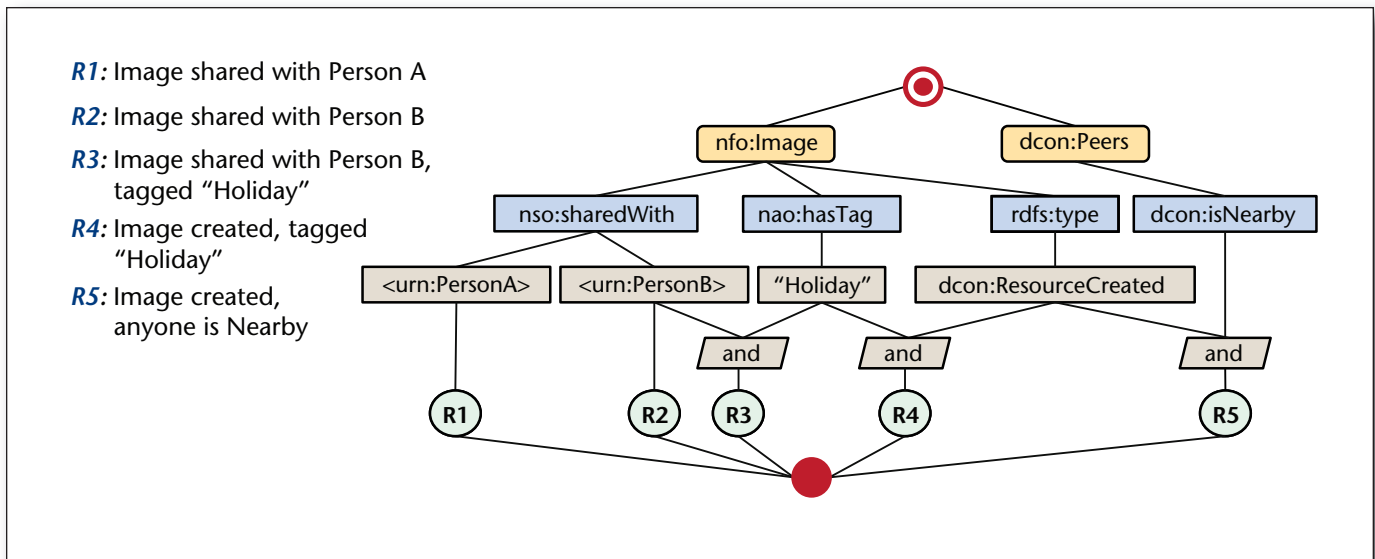 R1: Image shared with Person A
R2: Image shared with Person B
R3: Image shared with Person B,
tagged “Holiday”
R4: Image created, tagged
“Holiday”
R5: Image created,
anyone is Nearby
nfo:Image
dcon:Peers
nso:sharedWith
nao:hasTag
rdfs:type
dcon:isNearby
<urn:PersonA>
<urn:PersonB>
“Holiday”
dcon:ResourceCreated
and
and
and
R1
R2
R3
R4
R5